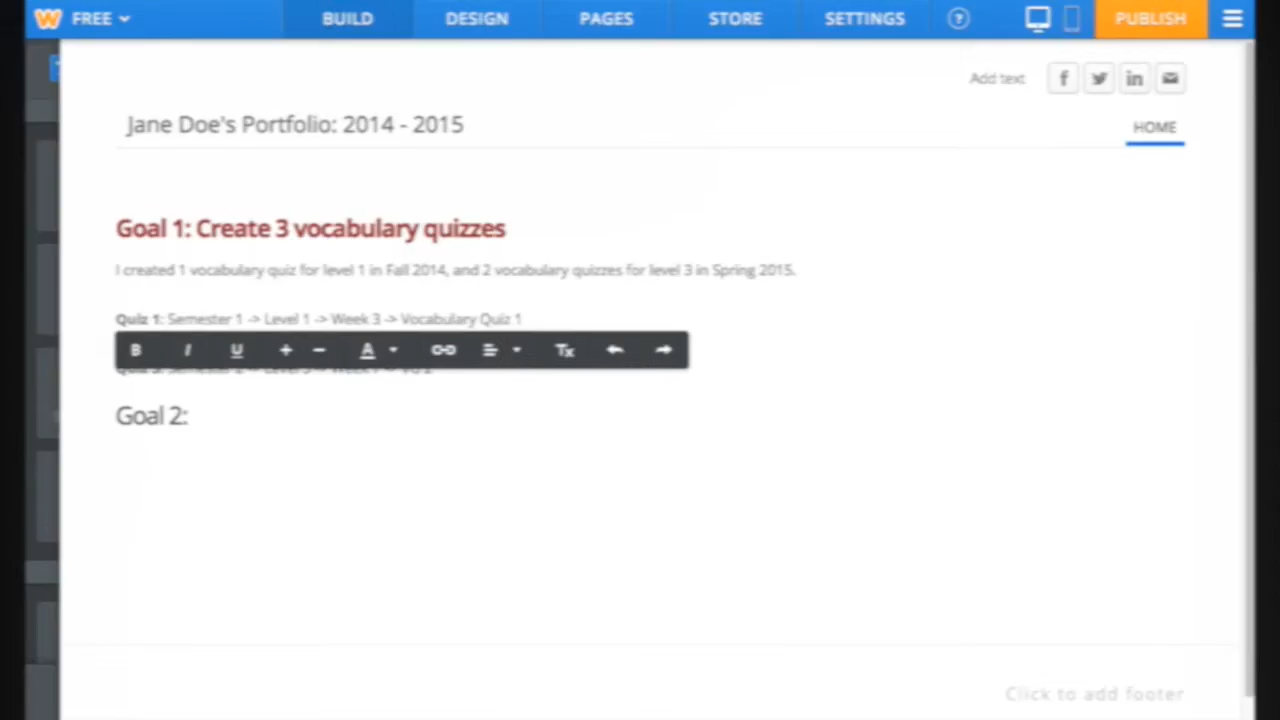 FREE BUILD DESIGN PAGES STORE SETTINGS ? PUBLISH
Add text f in
Jane Doe's Portfolio: 2014 - 2015
HOME
Goal 1: Create 3 vocabulary quizzes
I created 1 vocabulary quiz for level 1 in Fall 2014, and 2 vocabulary quizzes for level 3 in Spring 2015.
Quiz 1: Semester 1 -> Level 1 -> Week 3 -> Vocabulary Quiz 1
B I U + − A Tx
Goal 2:
Click to add footer